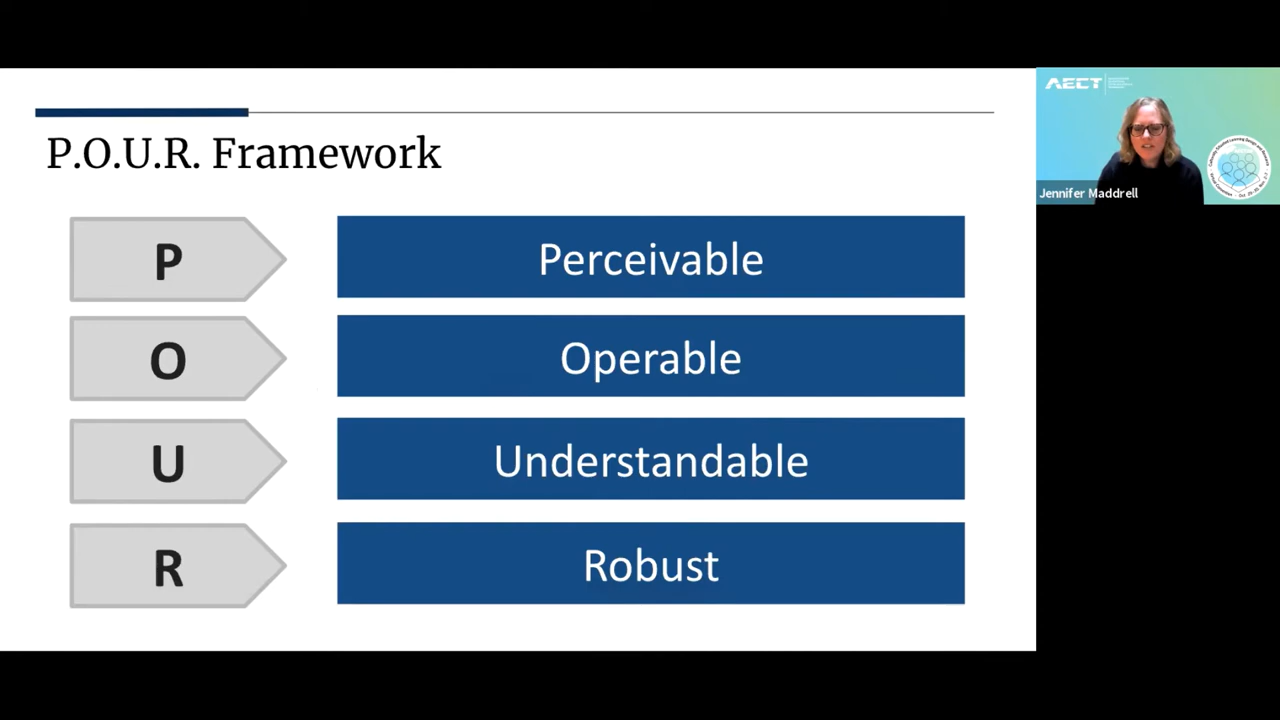 P.O.U.R. Framework
P
Perceivable
O
Operable
U
Understandable
R
Robust
AECT
Jennifer Maddrell